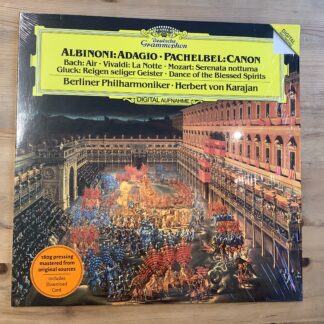 Deutsche
Grammophon
ALBINONI: ADAGIO · PACHELBEL: CANON
Bach: Air · Vivaldi: La Notte · Mozart: Serenata notturna
Gluck: Reigen seliger Geister · Dance of the Blessed Spirits
Berliner Philharmoniker · Herbert von Karajan
DIGITAL AUFNAHME
180g pressing
mastered from
original sources
includes
Download
Card